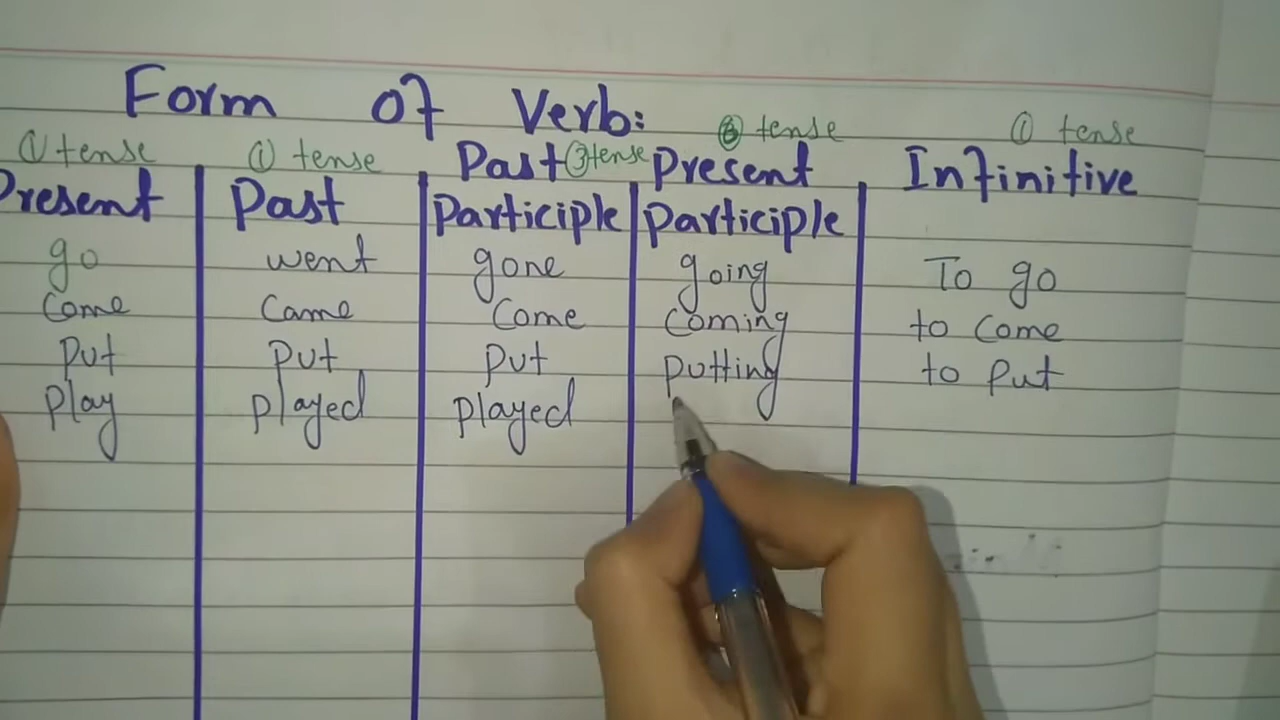 Form of Verb:
① tense ① tense ③ tense ⑥ tense ① tense
Present Past Past Participle Present Participle Infinitive
go went gone going To go
Come Came Come Coming to Come
put put put putting to put
play played played